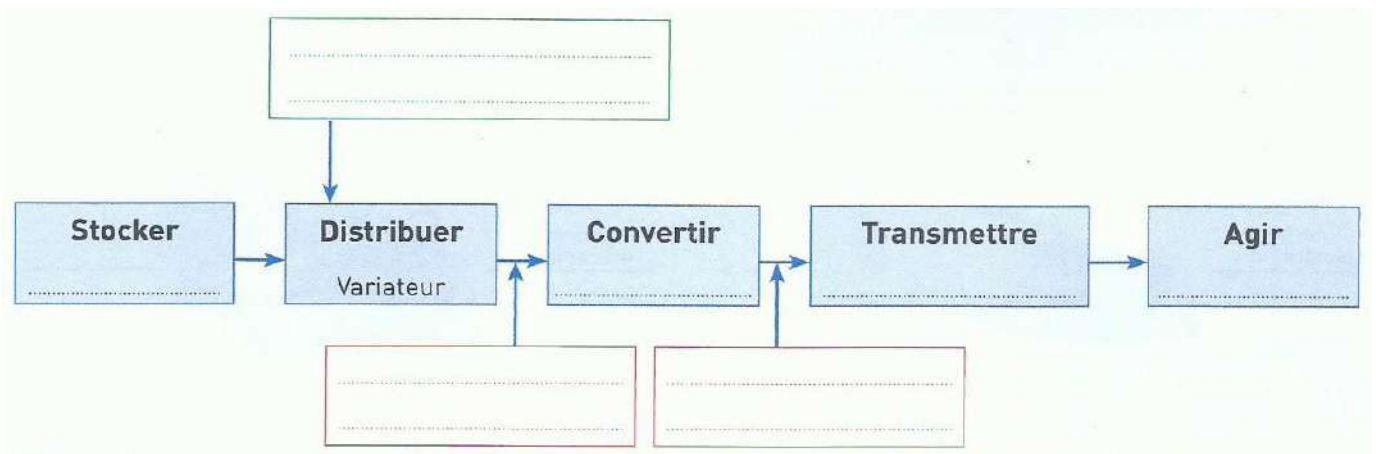 Stocker
Distribuer
Variateur
Convertir
Transmettre
Agir